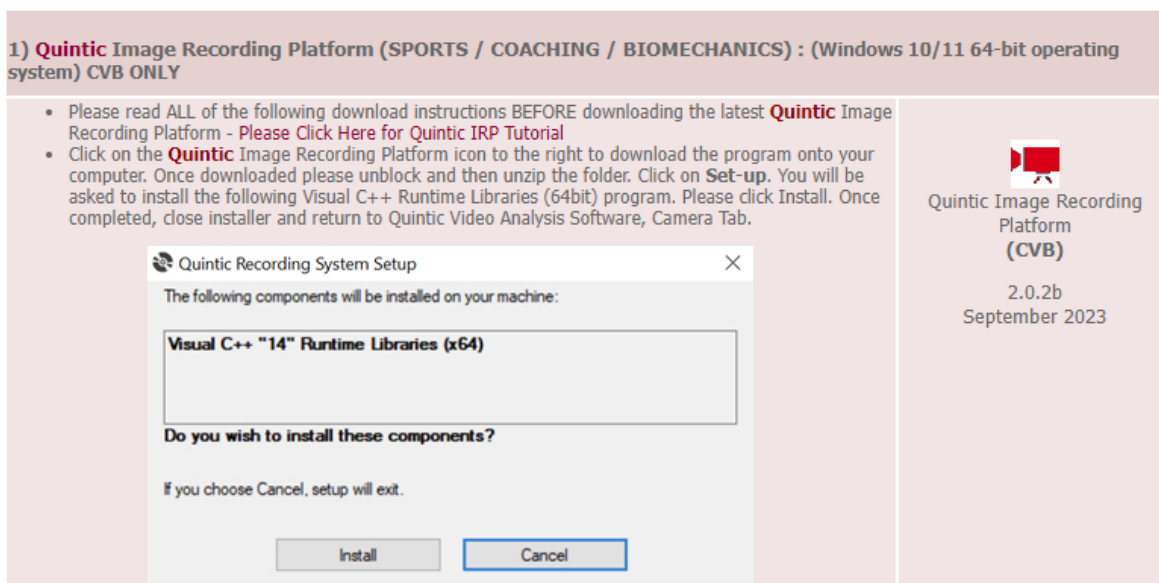 1) Quintic Image Recording Platform (SPORTS / COACHING / BIOMECHANICS) : (Windows 10/11 64-bit operating
system) CVB ONLY
• Please read ALL of the following download instructions BEFORE downloading the latest Quintic Image
Recording Platform - Please Click Here for Quintic IRP Tutorial
• Click on the Quintic Image Recording Platform icon to the right to download the program onto your
computer. Once downloaded please unblock and then unzip the folder. Click on Set-up. You will be
asked to install the following Visual C++ Runtime Libraries (64bit) program. Please click Install. Once
completed, close installer and return to Quintic Video Analysis Software, Camera Tab.
Quintic Recording System Setup
The following components will be installed on your machine:
Visual C++ "14" Runtime Libraries (x64)
Do you wish to install these components?
If you choose Cancel, setup will exit.
Install Cancel
Quintic Image Recording
Platform
(CVB)
2.0.2b
September 2023